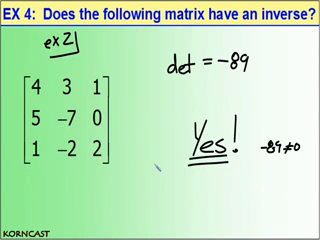 EX 4: Does the following matrix have an inverse?
ex 2
det = -89
4 3 1
5 -7 0
1 -2 2
Yes!
-89≠0
KORNCAST